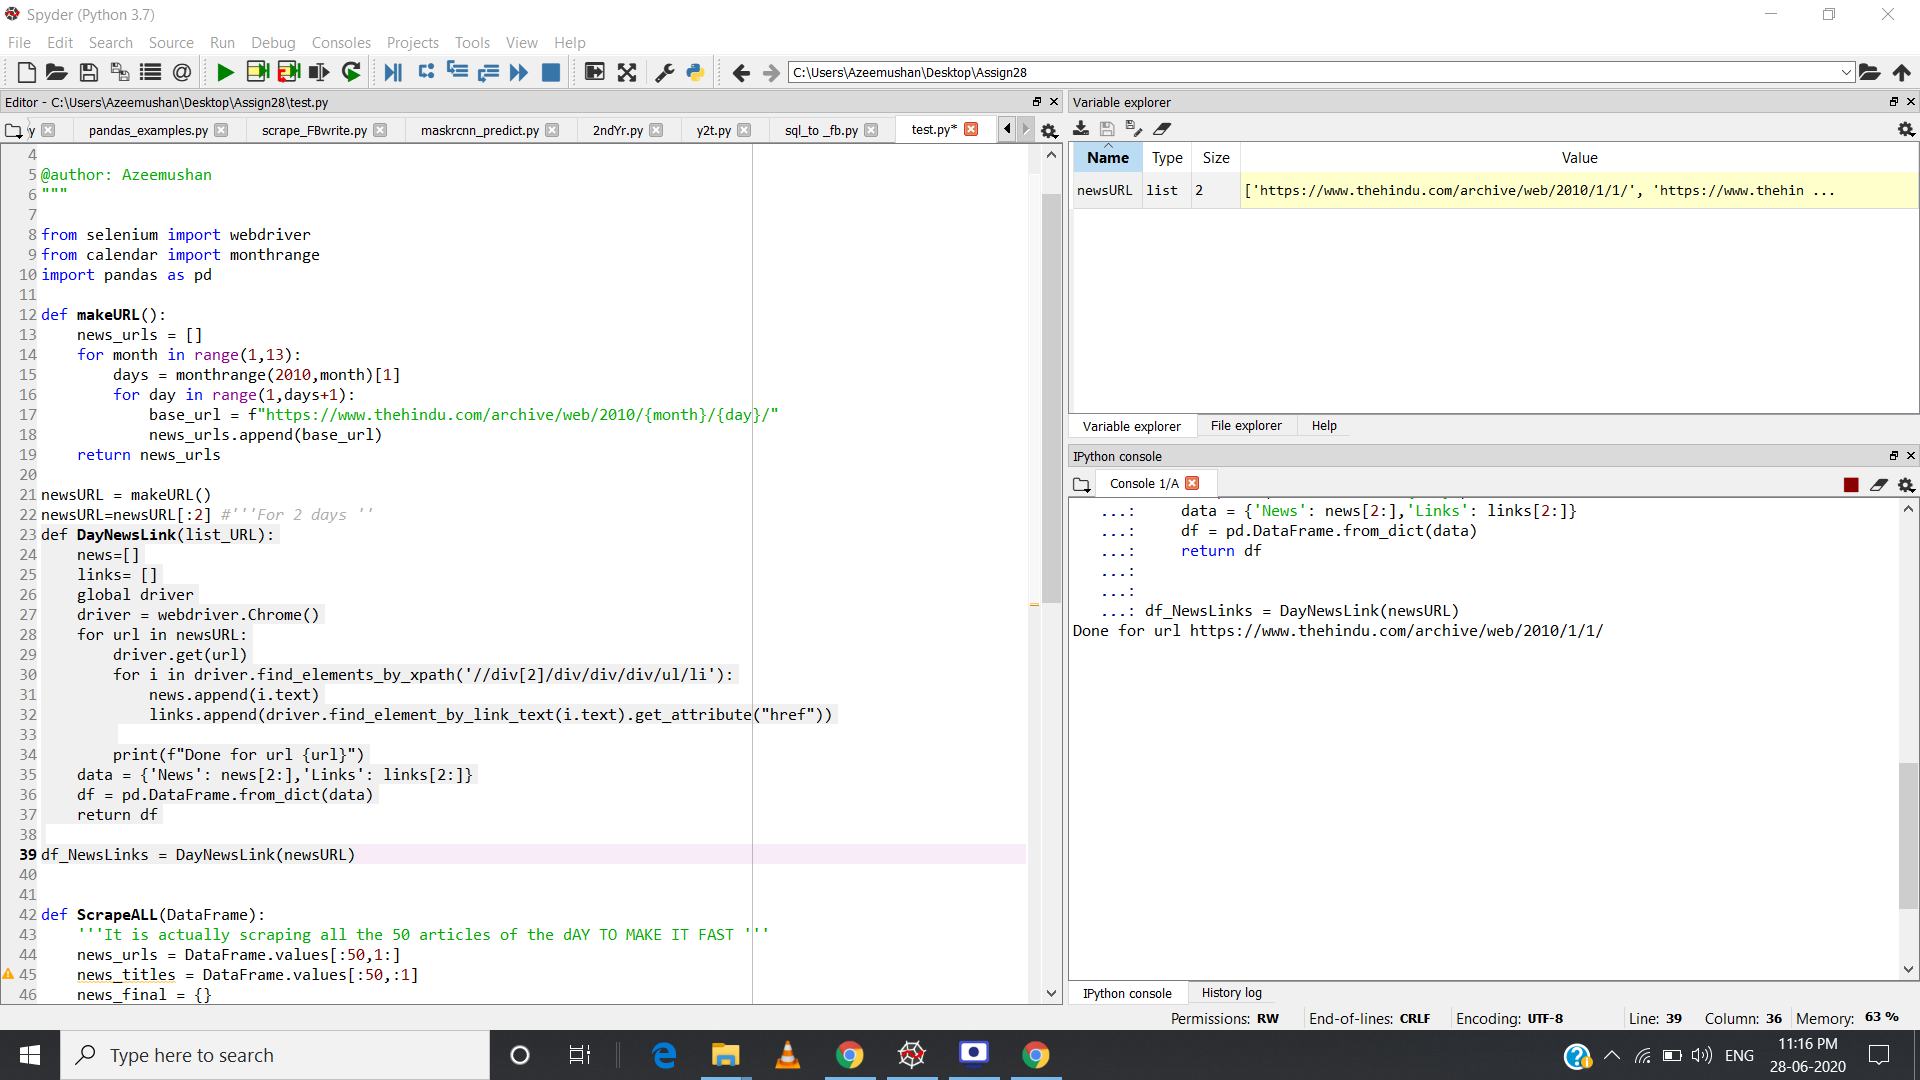 Spyder (Python 3.7)
File Edit Search Source Run Debug Consoles Projects Tools View Help
C:\Users\Azeemushan\Desktop\Assign28
Editor - C:\Users\Azeemushan\Desktop\Assign28\test.py
y pandas_examples.py scrape_FBwrite.py maskrcnn_predict.py 2ndYr.py y2t.py sql_to _fb.py test.py*
4
5 @author: Azeemushan
6 """
7
8 from selenium import webdriver
9 from calendar import monthrange
10 import pandas as pd
11
12 def makeURL():
13 news_urls = []
14 for month in range(1,13):
15 days = monthrange(2010,month)[1]
16 for day in range(1,days+1):
17 base_url = f"https://www.thehindu.com/archive/web/2010/{month}/{day}/"
18 news_urls.append(base_url)
19 return news_urls
20
21 newsURL = makeURL()
22 newsURL=newsURL[:2] #'''For 2 days ''
23 def DayNewsLink(list_URL):
24 news=[]
25 links= []
26 global driver
27 driver = webdriver.Chrome()
28 for url in newsURL:
29 driver.get(url)
30 for i in driver.find_elements_by_xpath('//div[2]/div/div/div/ul/li'):
31 news.append(i.text)
32 links.append(driver.find_element_by_link_text(i.text).get_attribute("href"))
33
34 print(f"Done for url {url}")
35 data = {'News': news[2:],'Links': links[2:]}
36 df = pd.DataFrame.from_dict(data)
37 return df
38
39 df_NewsLinks = DayNewsLink(newsURL)
40
41
42 def ScrapeALL(DataFrame):
43 '''It is actually scraping all the 50 articles of the dAY TO MAKE IT FAST '''
44 news_urls = DataFrame.values[:50,1:]
45 news_titles = DataFrame.values[:50,:1]
46 news_final = {}
Variable explorer
Name Type Size Value
newsURL list 2 ['https://www.thehindu.com/archive/web/2010/1/1/', 'https://www.thehin ...
Variable explorer File explorer Help
IPython console
Console 1/A
...: data = {'News': news[2:],'Links': links[2:]}
...: df = pd.DataFrame.from_dict(data)
...: return df
...:
...:
...: df_NewsLinks = DayNewsLink(newsURL)
Done for url https://www.thehindu.com/archive/web/2010/1/1/
IPython console History log
Permissions: RW End-of-lines: CRLF Encoding: UTF-8 Line: 39 Column: 36 Memory: 63 %
Type here to search
ENG
11:16 PM
28-06-2020